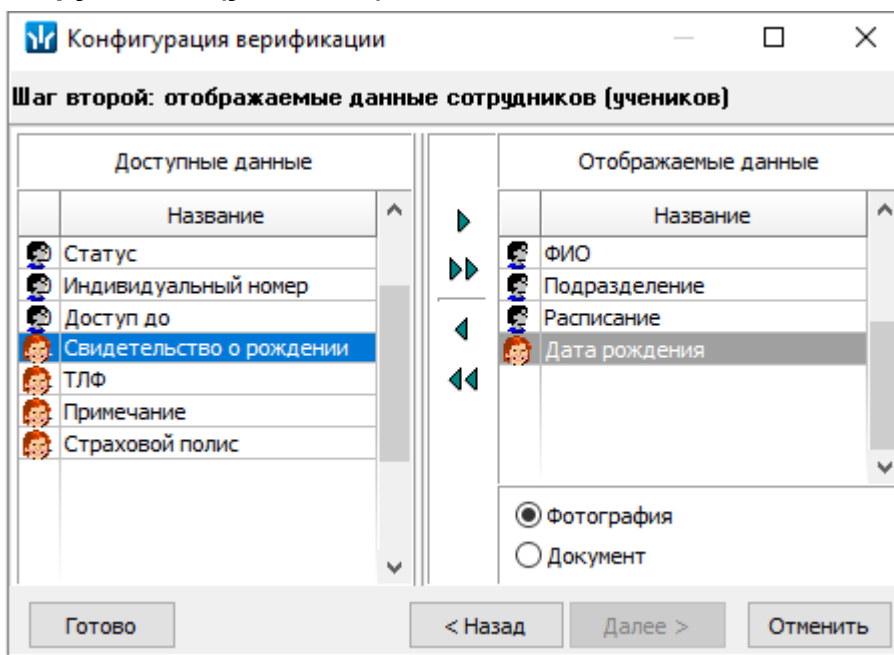 Конфигурация верификации
Шаг второй: отображаемые данные сотрудников (учеников)
Доступные данные
Название
Статус
Индивидуальный номер
Доступ до
Свидетельство о рождении
ТЛФ
Примечание
Страховой полис
Отображаемые данные
Название
ФИО
Подразделение
Расписание
Дата рождения
Фотография
Документ
Готово
< Назад
Далее >
Отменить